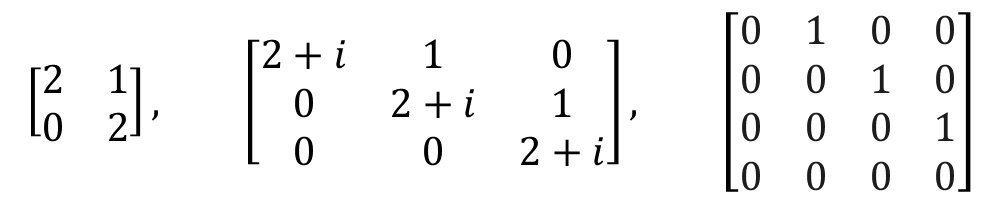 [2 1
0 2], [2 + i 1 0
0 2 + i 1
0 0 2 + i], [0 1 0 0
0 0 1 0
0 0 0 1
0 0 0 0]